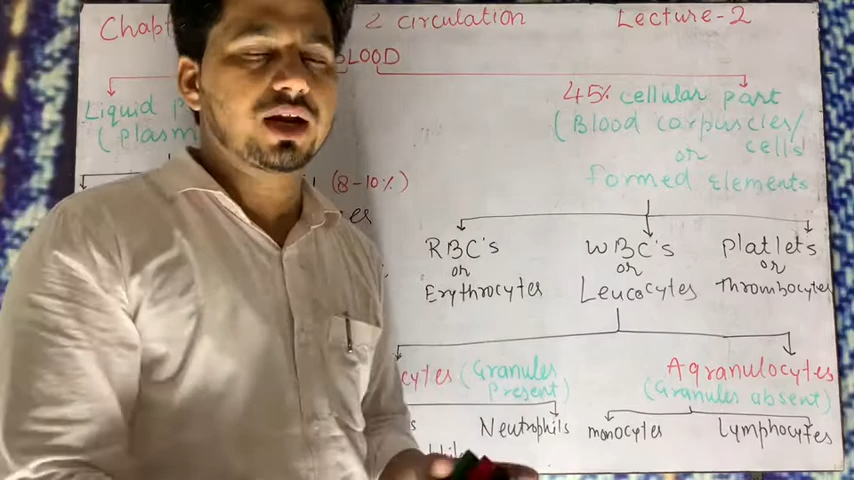 Chap 2 circulation Lecture-2
BLOOD
Liquid P
(Plasm
45% cellular part
(Blood corpuscles/
cells
or
formed Elements
(8-10%)
RBC's WBC's Platlets
or or or
Erythrocytes Leucocytes Thrombocytes
cytes (Granules Present) Agranulocytes
(Granules absent)
Neutrophils monocytes Lymphocytes